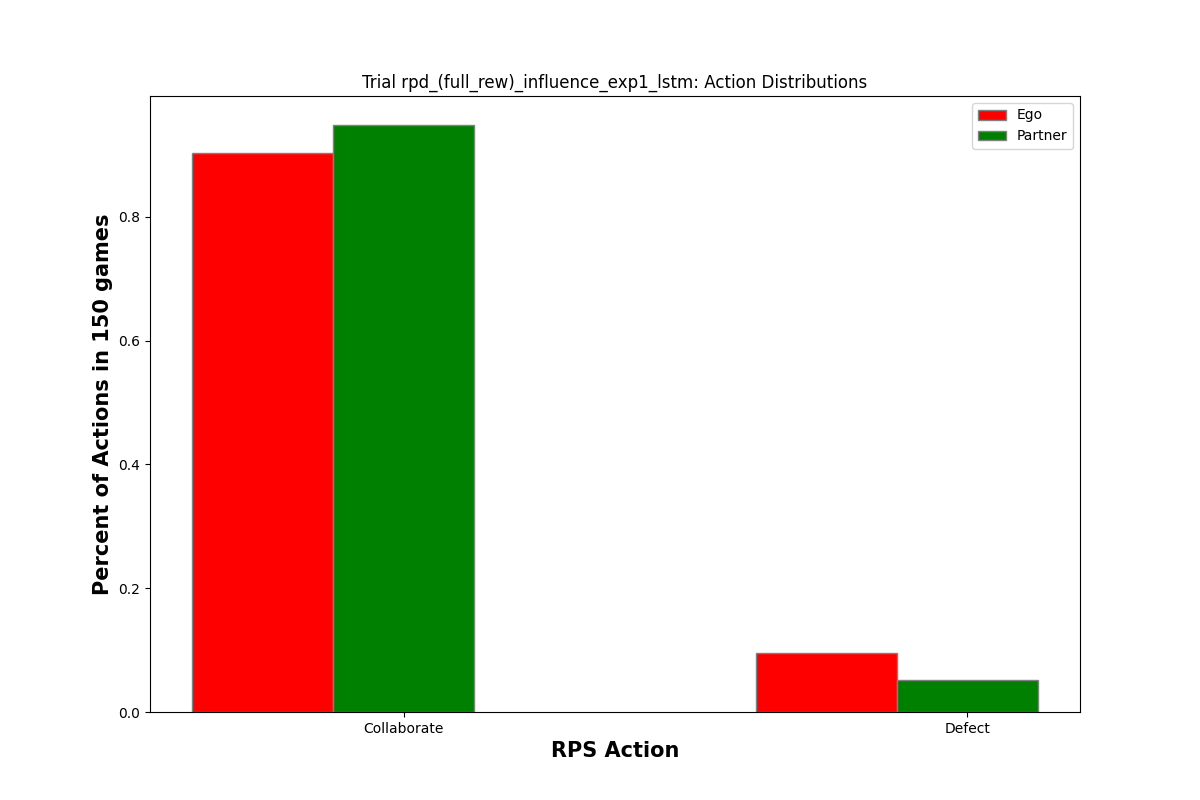 Trial rpd_(full_rew)_influence_exp1_lstm: Action Distributions
Ego
Partner
Percent of Actions in 150 games
0.8
0.6
0.4
0.2
0.0
Collaborate
Defect
RPS Action